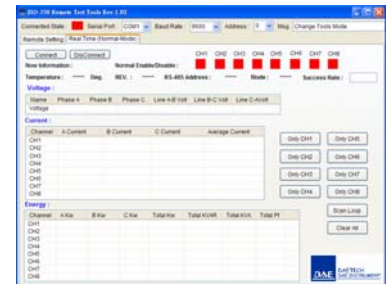 Remote Test Tools Rev 1.02
Connected State: Serial Port: COM1 Baud Rate: 9600 Address: 0 Msg Change Tools Mode
Remote Setting Real Time (Normal-Mode)
Connect DisConnect CH1 CH2 CH3 CH4 CH5 CH6 CH7 CH8
Now Information: Normal Enable/Disable:
Temperature: ----- Deg. REV. : ----- RS-485 Address: ----- Mode: ----- Success Rate:
Voltage :
Name Phase A Phase B Phase C Line A-B Volt Line B-C Volt Line C-A Volt
Voltage
Current :
Channel A Current B Current C Current Average Current
CH1
CH2
CH3
CH4
CH5
CH6
CH7
CH8
Only CH1 Only CH5
Only CH2 Only CH6
Only CH3 Only CH7
Only CH4 Only CH8
Energy :
Scan Loop
Channel A Kw B Kw C Kw Total Kw Total KVAR Total KVA Total Pf
Clear All
CH1
CH2
CH3
CH4
CH5
CH6
CH7
CH8
DAE DAETECH
DAE INSTRUMENT